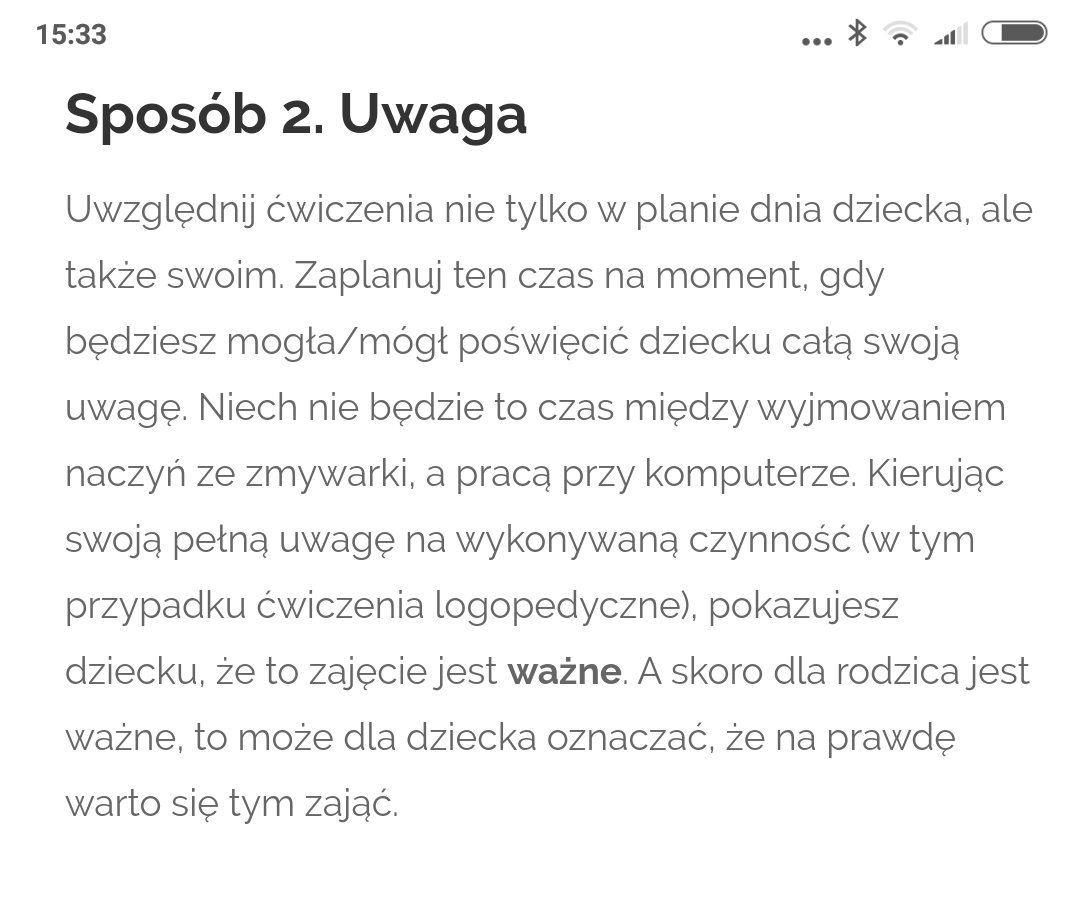 15:33
Sposób 2. Uwaga
Uwzględnij ćwiczenia nie tylko w planie dnia dziecka, ale
także swoim. Zaplanuj ten czas na moment, gdy
będziesz mogła/mógł poświęcić dziecku całą swoją
uwagę. Niech nie będzie to czas między wyjmowaniem
naczyń ze zmywarki, a pracą przy komputerze. Kierując
swoją pełną uwagę na wykonywaną czynność (w tym
przypadku ćwiczenia logopedyczne), pokazujesz
dziecku, że to zajęcie jest ważne. A skoro dla rodzica jest
ważne, to może dla dziecka oznaczać, że na prawdę
warto się tym zająć.